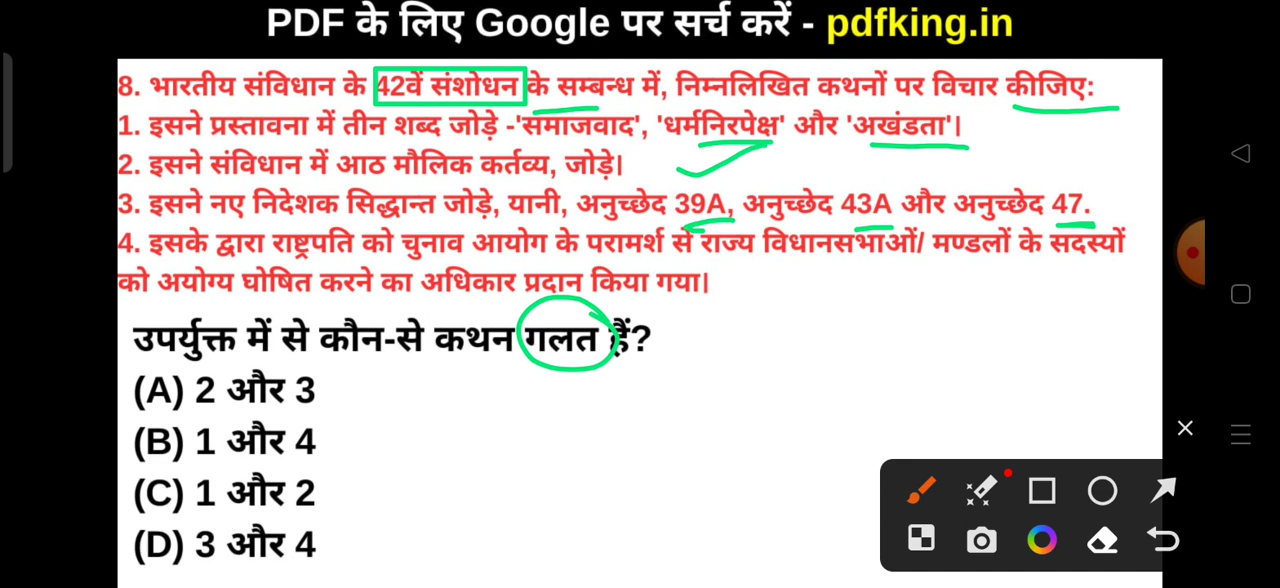 PDF के लिए Google पर सर्च करें - pdfking.in
8. भारतीय संविधान के 42वें संशोधन के सम्बन्ध में, निम्नलिखित कथनों पर विचार कीजिए:
1. इसने प्रस्तावना में तीन शब्द जोड़े -'समाजवाद', 'धर्मनिरपेक्ष' और 'अखंडता'।
2. इसने संविधान में आठ मौलिक कर्तव्य, जोड़े।
3. इसने नए निदेशक सिद्धान्त जोड़े, यानी, अनुच्छेद 39A, अनुच्छेद 43A और अनुच्छेद 47.
4. इसके द्वारा राष्ट्रपति को चुनाव आयोग के परामर्श से राज्य विधानसभाओं/ मण्डलों के सदस्यों
को अयोग्य घोषित करने का अधिकार प्रदान किया गया।
उपर्युक्त में से कौन-से कथन गलत हैं?
(A) 2 और 3
(B) 1 और 4
(C) 1 और 2
(D) 3 और 4